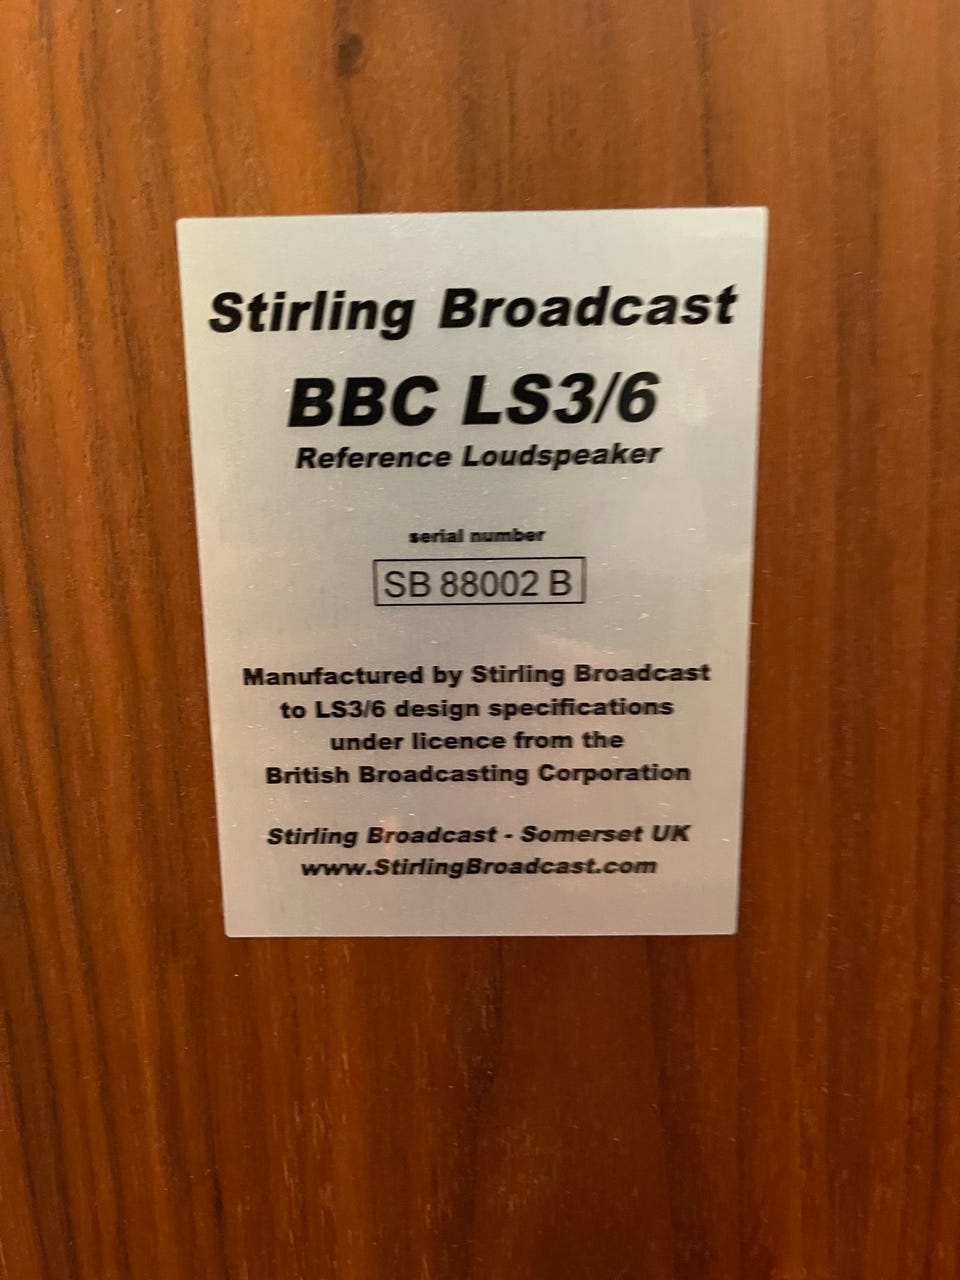 Stirling Broadcast
BBC LS3/6
Reference Loudspeaker
serial number
SB 88002 B
Manufactured by Stirling Broadcast
to LS3/6 design specifications
under licence from the
British Broadcasting Corporation
Stirling Broadcast - Somerset UK
www.StirlingBroadcast.com